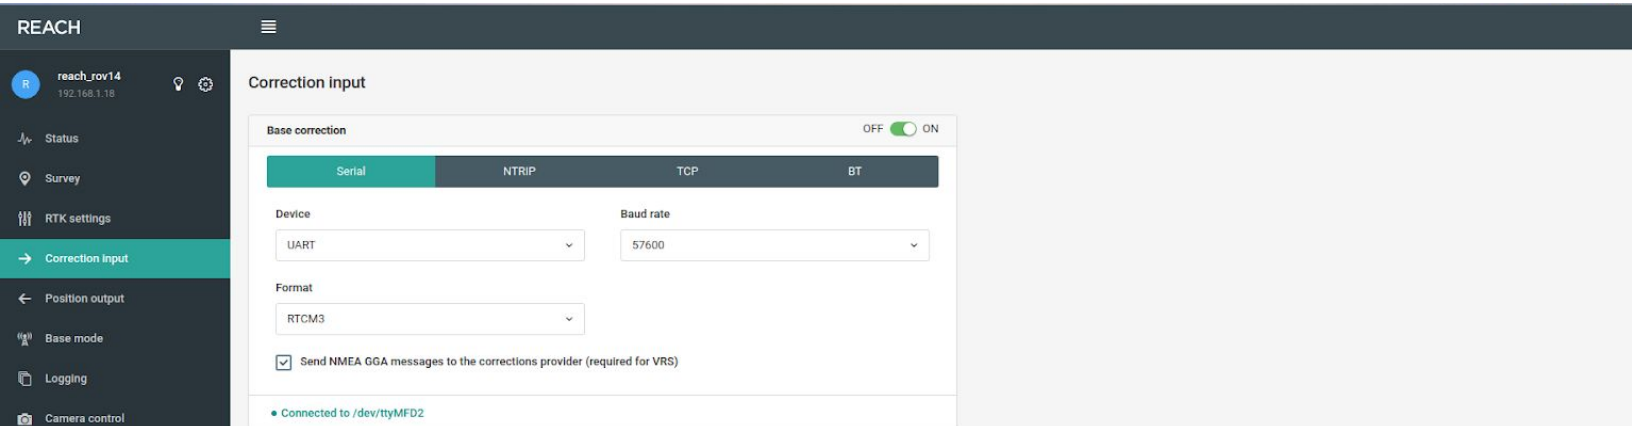 REACH
R
reach_rov14
192.168.1.18
Status
Survey
RTK settings
Correction input
Position output
Base mode
Logging
Camera control
Correction input
Base correction
OFF ON
Serial NTRIP TCP BT
Device Baud rate
UART 57600
Format
RTCM3
Send NMEA GGA messages to the corrections provider (required for VRS)
Connected to /dev/ttyMFD2